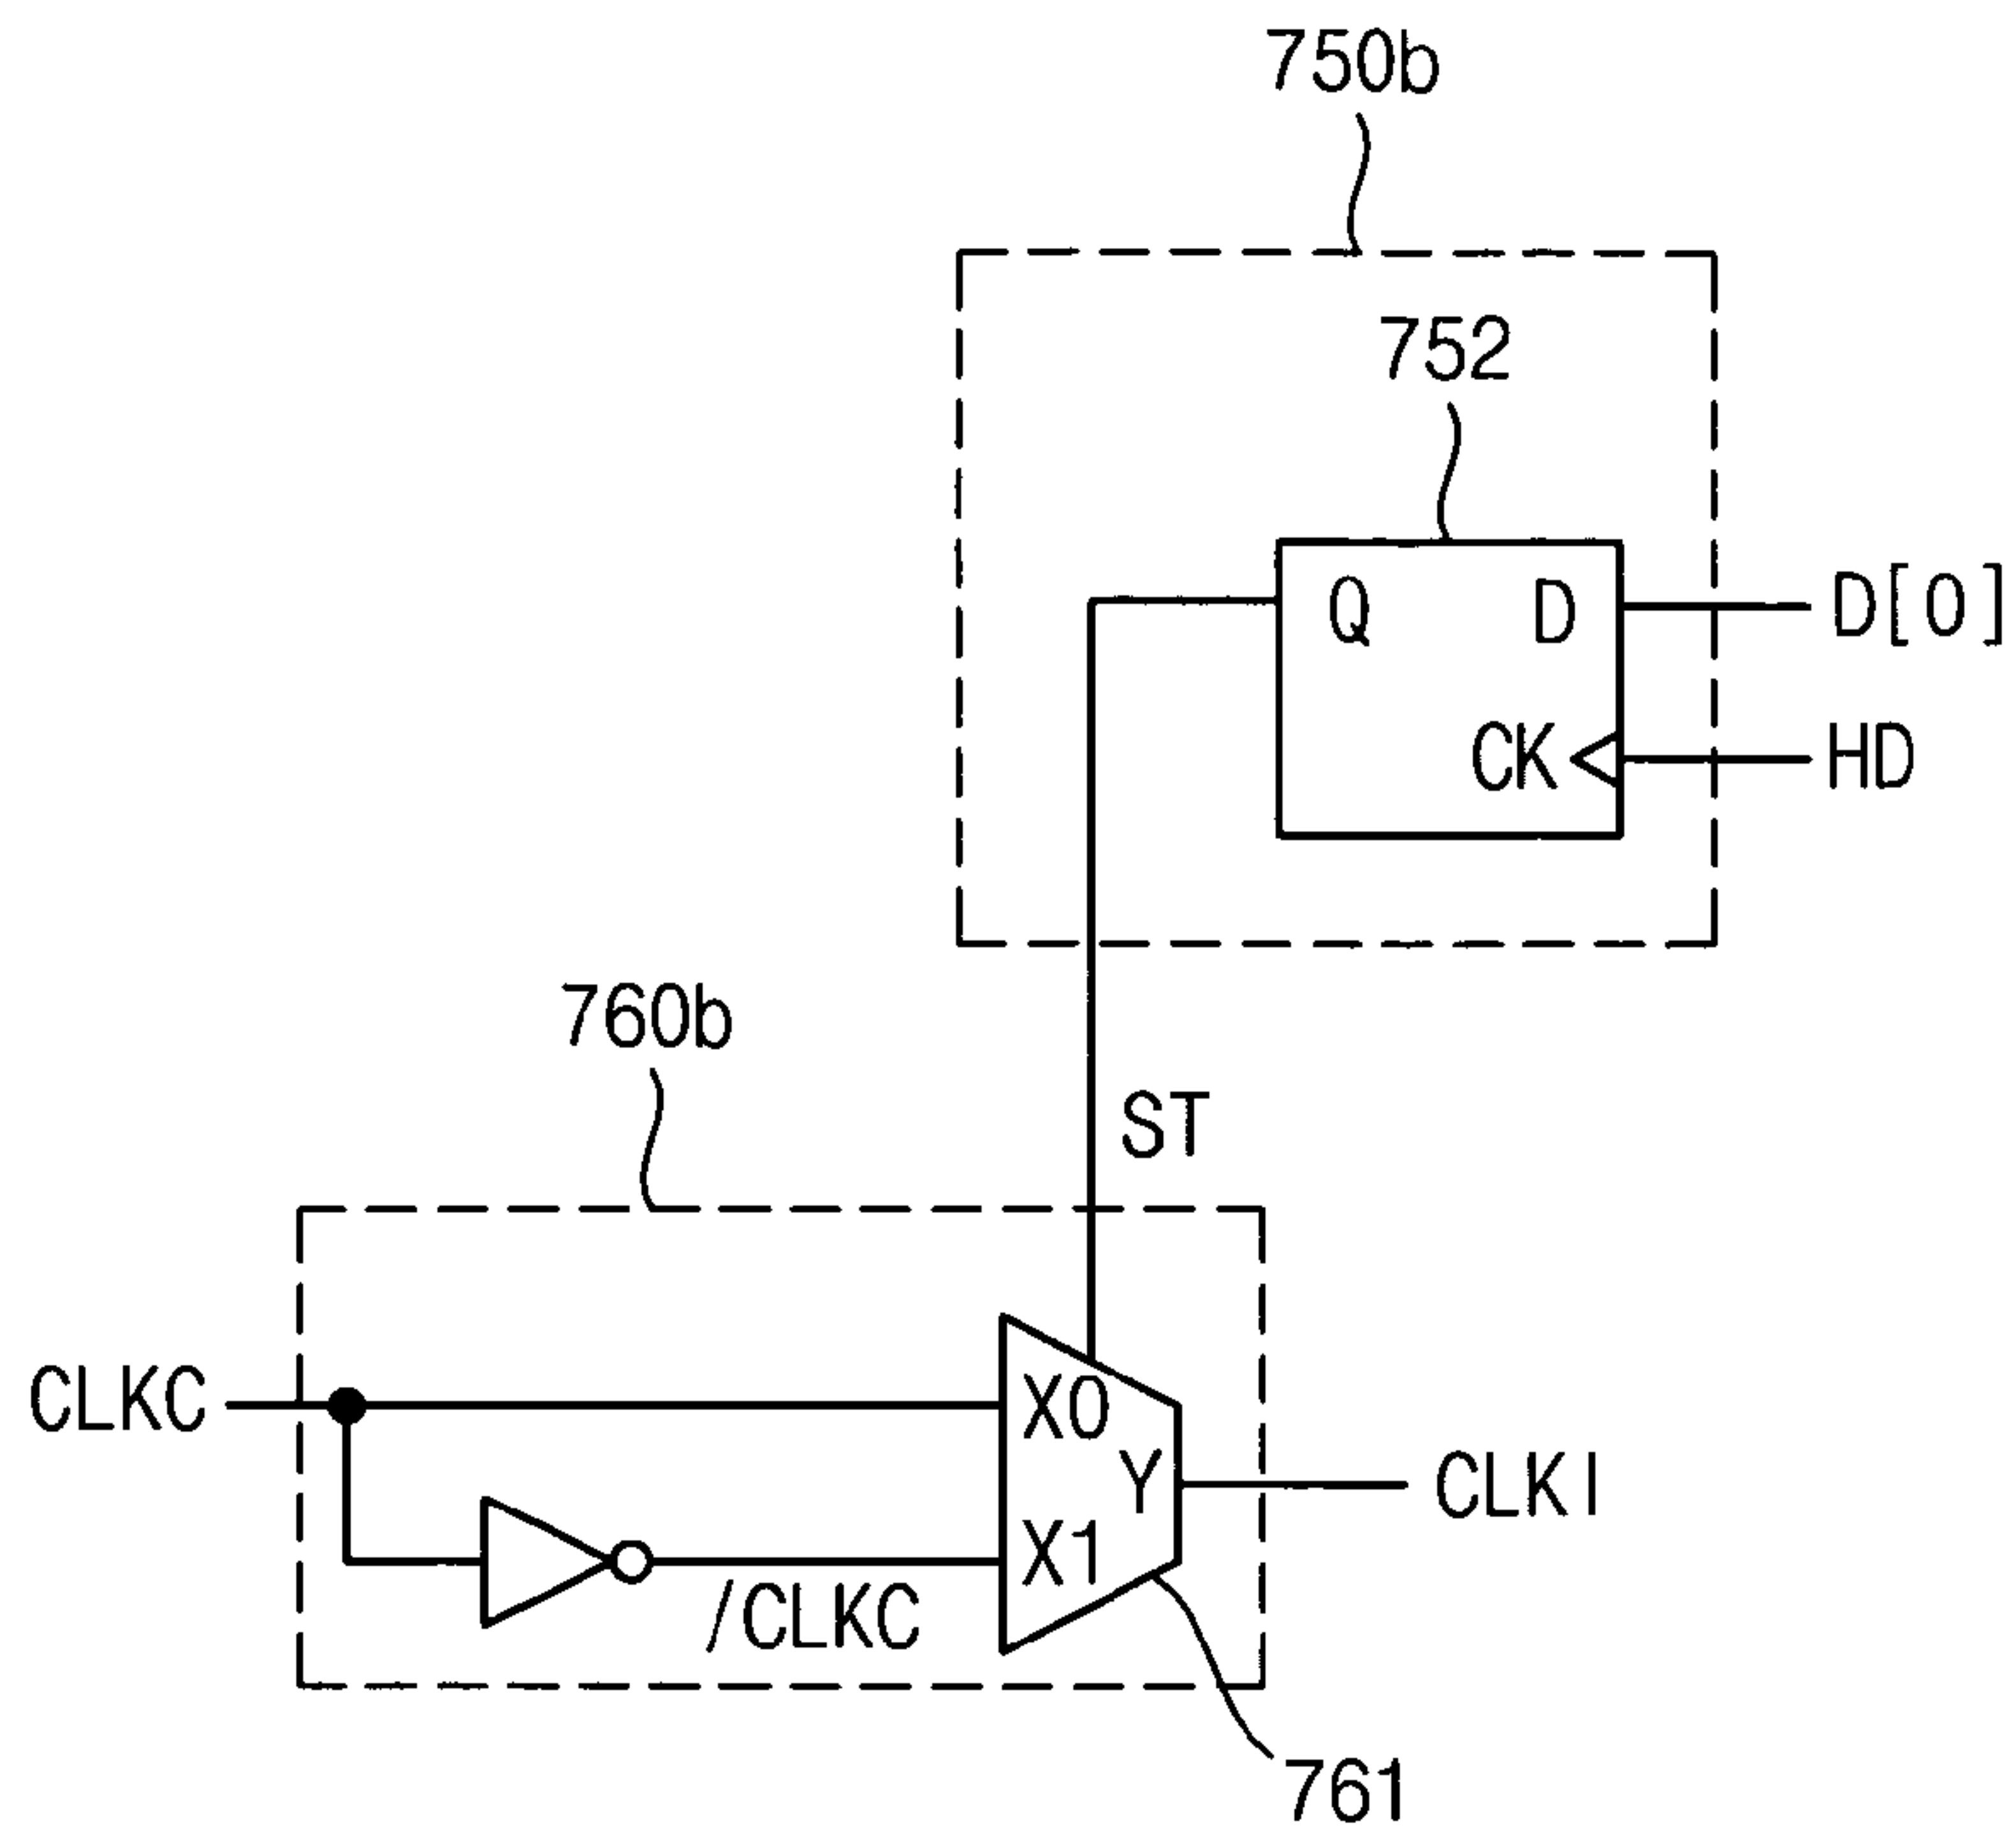 750b
752
Q D
D[0]
CK
HD
760b
ST
CLKC
X0
Y
CLKI
X1
/CLKC
761